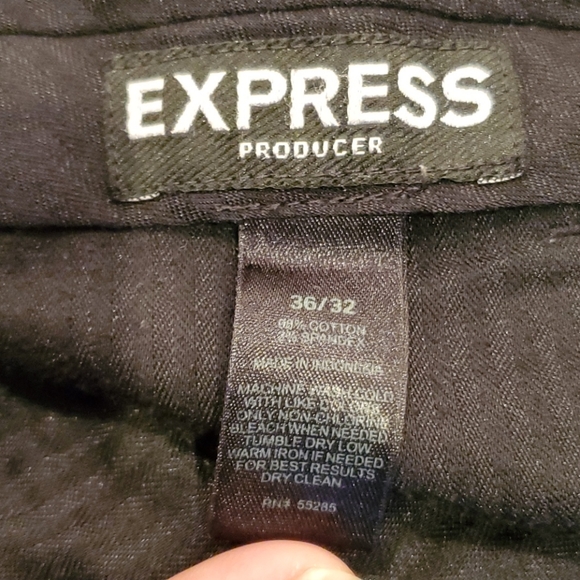 EXPRESS
PRODUCER
36/32
98% COTTON
2% SPANDEX
MADE IN INDONESIA
MACHINE WASH COLD
WITH LIKE COLORS
ONLY NON-CHLORINE
BLEACH WHEN NEEDED
TUMBLE DRY LOW
WARM IRON IF NEEDED
FOR BEST RESULTS
DRY CLEAN.
RN# 55285